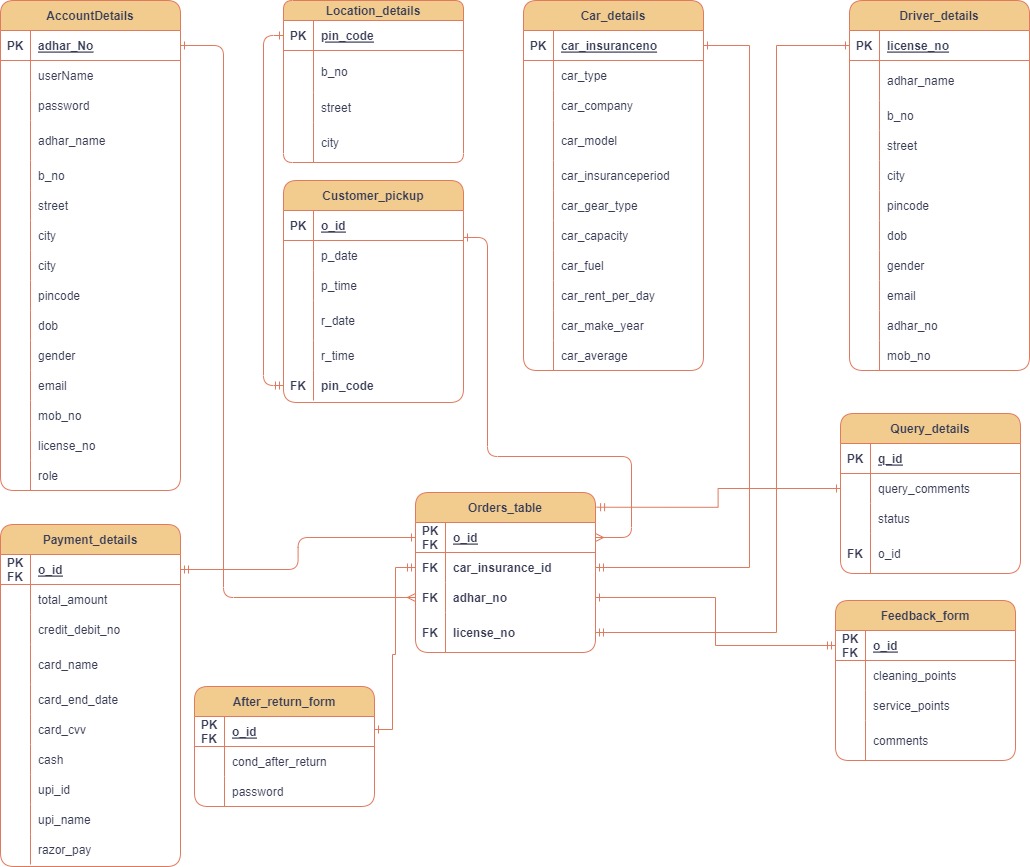 AccountDetails
PK adhar_No
userName
password
adhar_name
b_no
street
city
city
pincode
dob
gender
email
mob_no
license_no
role
Location_details
PK pin_code
b_no
street
city
Customer_pickup
PK o_id
p_date
p_time
r_date
r_time
FK pin_code
Car_details
PK car_insuranceno
car_type
car_company
car_model
car_insuranceperiod
car_gear_type
car_capacity
car_fuel
car_rent_per_day
car_make_year
car_average
Driver_details
PK license_no
adhar_name
b_no
street
city
pincode
dob
gender
email
adhar_no
mob_no
Query_details
PK q_id
query_comments
status
FK o_id
Orders_table
PK
FK o_id
FK car_insurance_id
FK adhar_no
FK license_no
Payment_details
PK
FK o_id
total_amount
credit_debit_no
card_name
card_end_date
card_cvv
cash
upi_id
upi_name
razor_pay
After_return_form
PK
FK o_id
cond_after_return
password
Feedback_form
PK
FK o_id
cleaning_points
service_points
comments